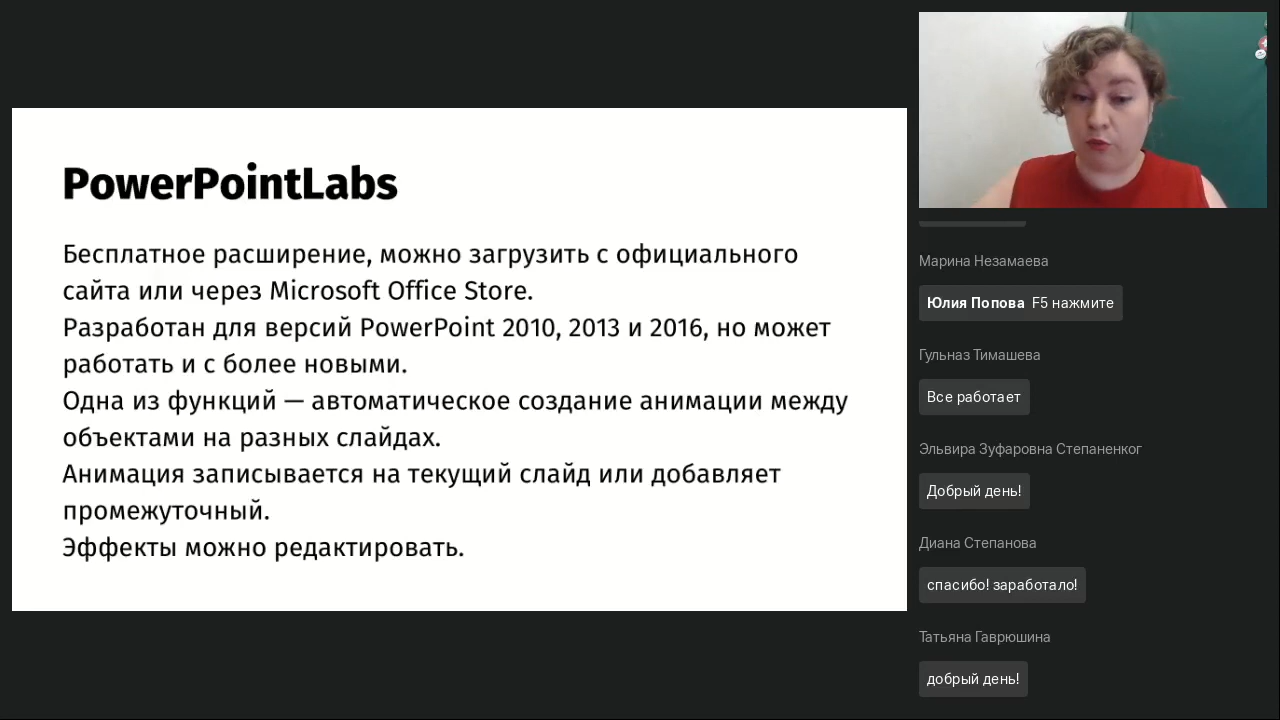 PowerPointLabs
Бесплатное расширение, можно загрузить с официального
сайта или через Microsoft Office Store.
Разработан для версий PowerPoint 2010, 2013 и 2016, но может
работать и с более новыми.
Одна из функций — автоматическое создание анимации между
объектами на разных слайдах.
Анимация записывается на текущий слайд или добавляет
промежуточный.
Эффекты можно редактировать.
Марина Незамаева
Юлия Попова F5 нажмите
Гульназ Тимашева
Все работает
Эльвира Зуфаровна Степаненког
Добрый день!
Диана Степанова
спасибо! заработало!
Татьяна Гаврюшина
добрый день!